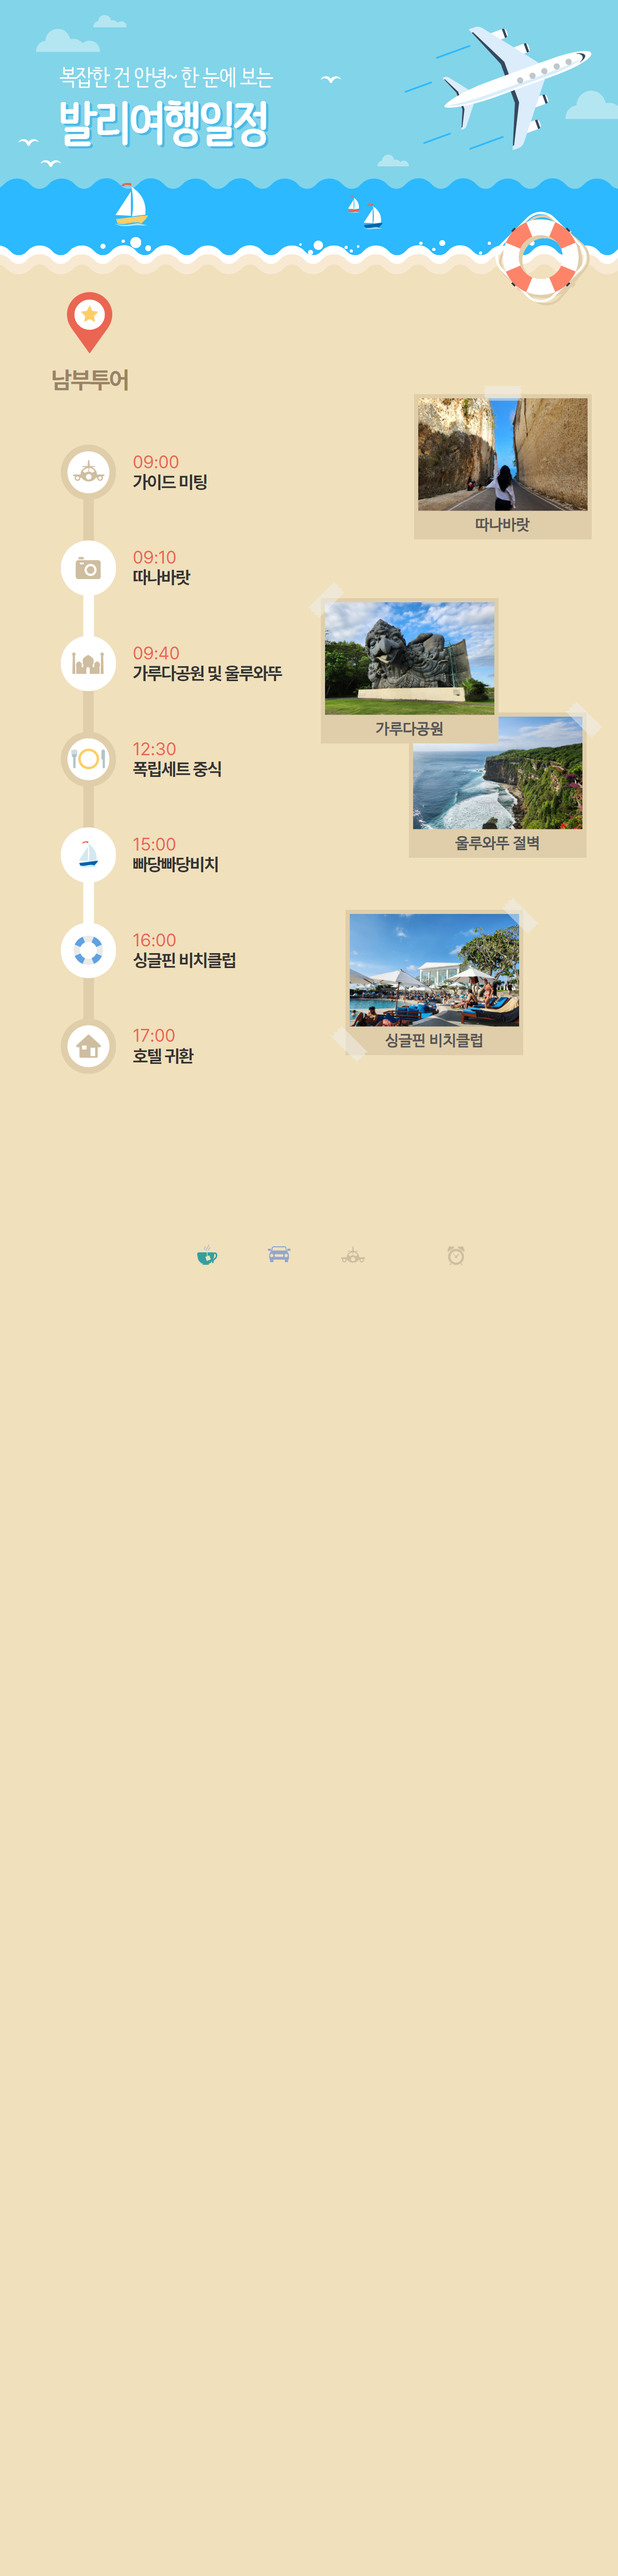 복잡한 건 안녕~ 한 눈에 보는
발리여행일정
남부투어
09:00
가이드 미팅
따나바랏
09:10
따나바랏
09:40
가루다공원 및 울루와뚜
가루다공원
12:30
폭립세트 중식
울루와뚜 절벽
15:00
빠당빠당비치
16:00
싱글핀 비치클럽
싱글핀 비치클럽
17:00
호텔 귀환